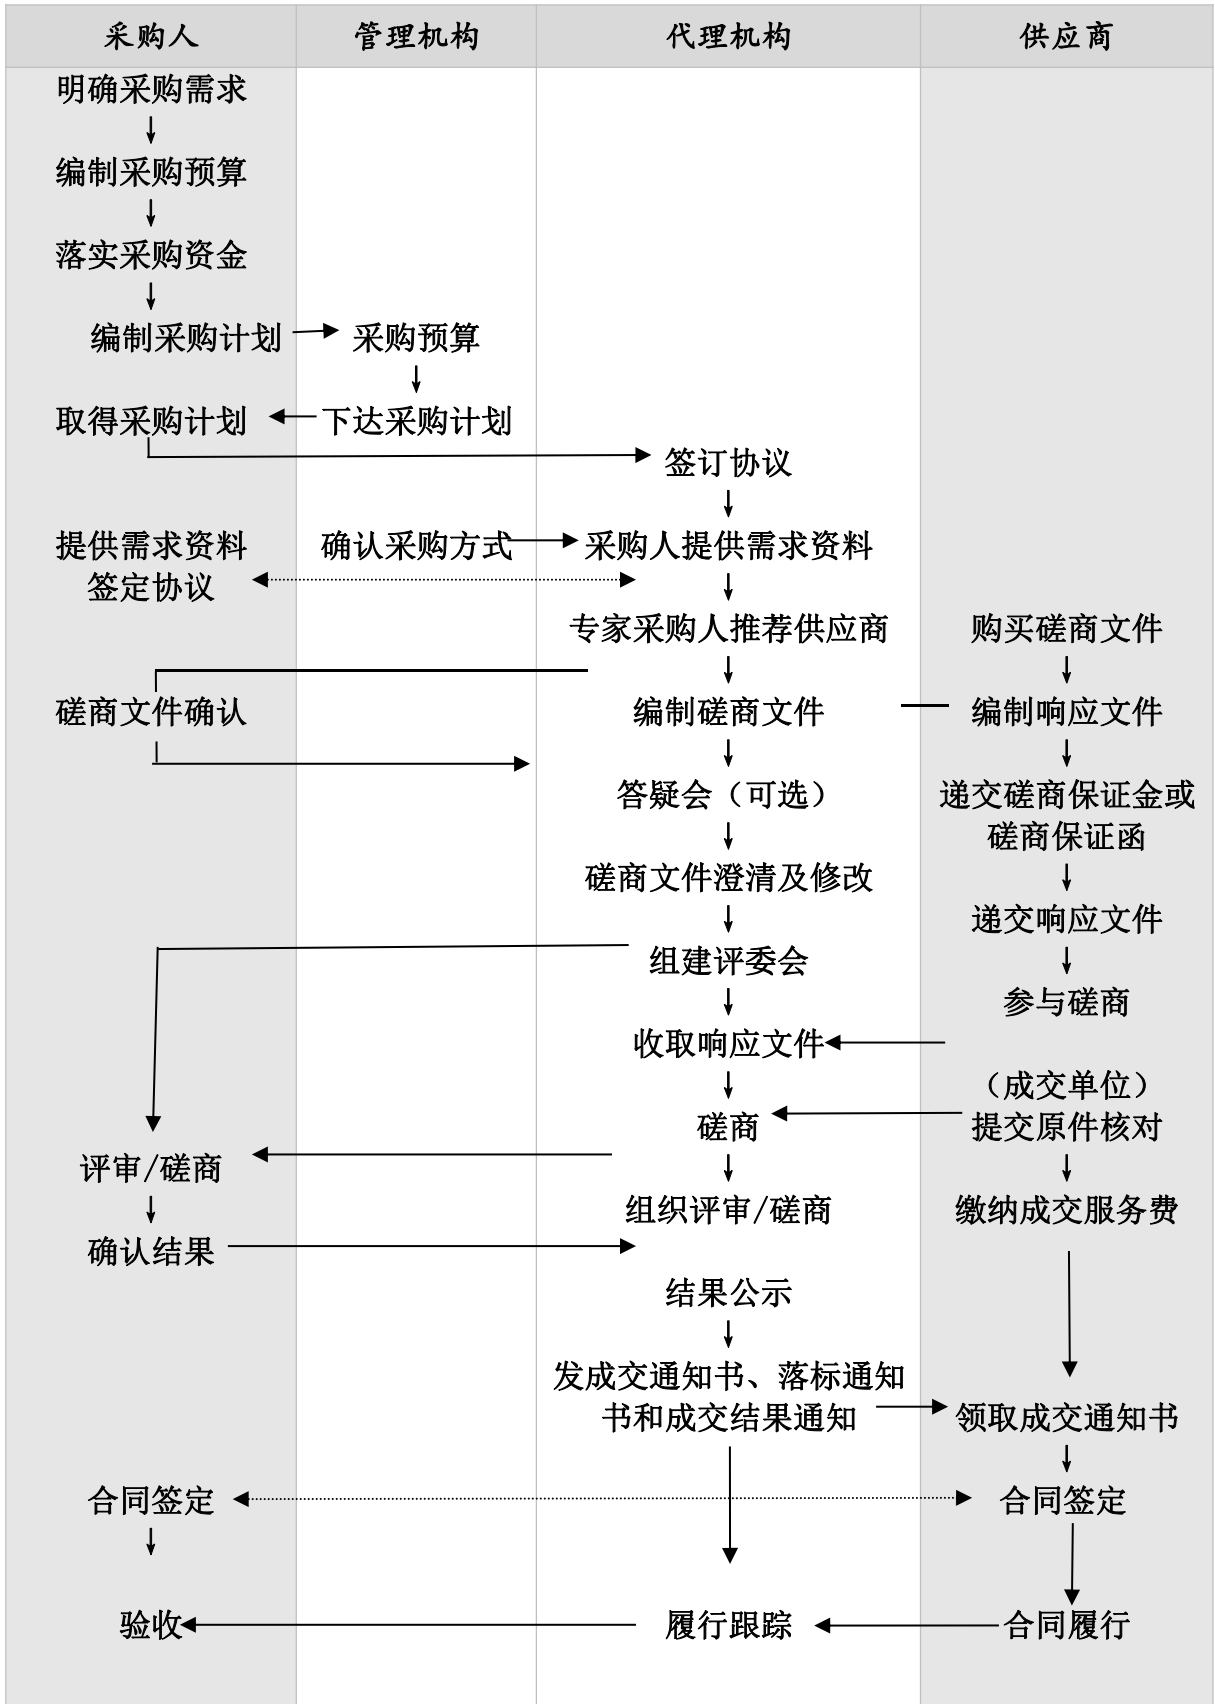 采购人 管理机构 代理机构 供应商
明确采购需求
↓
编制采购预算
↓
落实采购资金
↓
编制采购计划 采购预算
↓
取得采购计划 下达采购计划
签订协议
↓
提供需求资料 确认采购方式 采购人提供需求资料
签定协议 ↓
专家采购人推荐供应商 购买磋商文件
↓ ↓
磋商文件确认 编制磋商文件 编制响应文件
↓ ↓
答疑会（可选） 递交磋商保证金或
↓ 磋商保证函
磋商文件澄清及修改 ↓
↓ 递交响应文件
组建评委会 ↓
↓ 参与磋商
收取响应文件
↓ （成交单位）
磋商 提交原件核对
评审/磋商 ↓ ↓
↓ 组织评审/磋商 缴纳成交服务费
确认结果
结果公示
↓
发成交通知书、落标通知
书和成交结果通知 领取成交通知书
↓
合同签定 合同签定
↓
验收 履行跟踪 合同履行